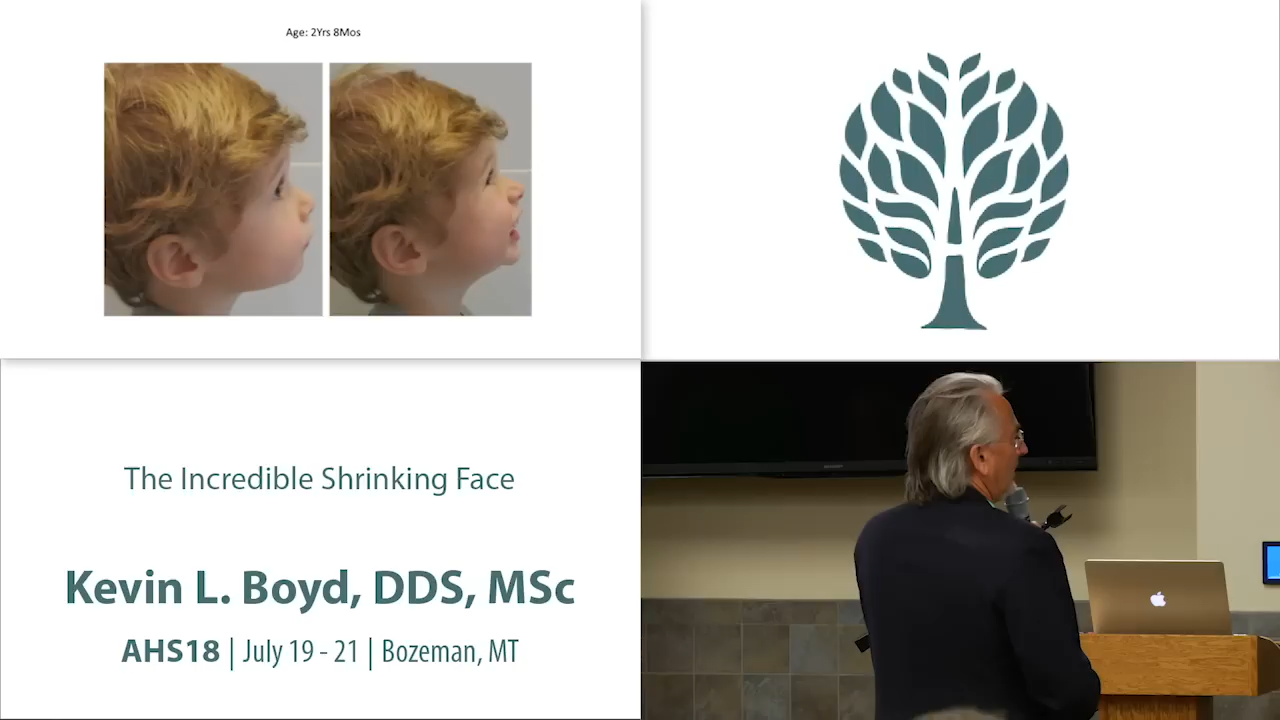 Age: 2Yrs 8Mos
The Incredible Shrinking Face
Kevin L. Boyd, DDS, MSc
AHS18 | July 19 - 21 | Bozeman, MT